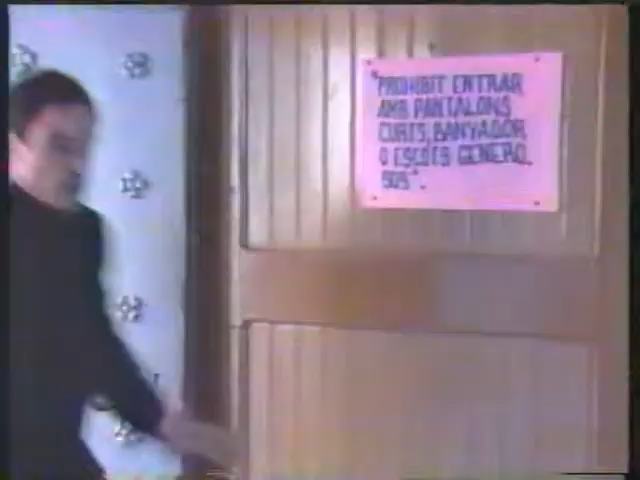 "PROHIBIT ENTRAR
AMB PANTALONS
CURTS, BANYADOR
O ESCOTS GENERO.
SOS".